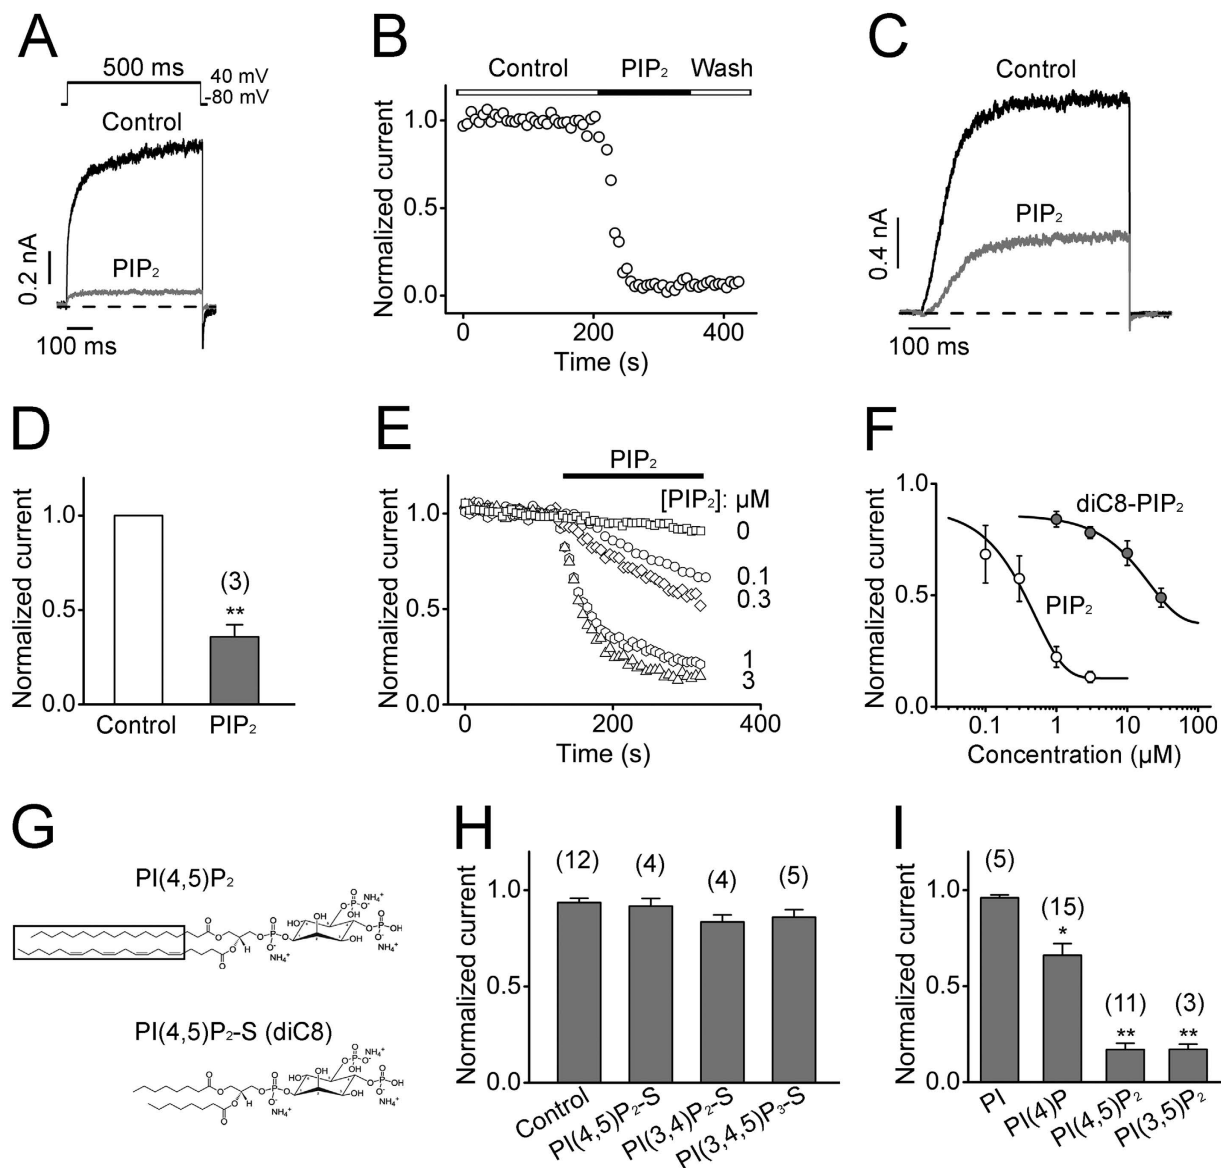 A
500 ms
40 mV
-80 mV
Control
PIP₂
0.2 nA
100 ms
B
Control PIP₂ Wash
Normalized current
1.0
0.5
0.0
0 200 400
Time (s)
C
Control
PIP₂
0.4 nA
100 ms
D
Normalized current
1.0
0.5
0.0
(3)
**
Control PIP₂
E
PIP₂
[PIP₂]: µM
0
0.1
0.3
1
3
Normalized current
1.0
0.5
0.0
0 200 400
Time (s)
F
Normalized current
1.0
0.5
0.0
diC8-PIP₂
PIP₂
0.1 1 10 100
Concentration (µM)
G
PI(4,5)P₂
PI(4,5)P₂-S (diC8)
H
Normalized current
1.0
0.5
0.0
(12) (4) (4) (5)
Control
PI(4,5)P₂-S
PI(3,4)P₂-S
PI(3,4,5)P₃-S
I
Normalized current
1.0
0.5
0.0
(5)
(15)
*
(11) (3)
** **
PI
PI(4)P
PI(4,5)P₂
PI(3,5)P₂